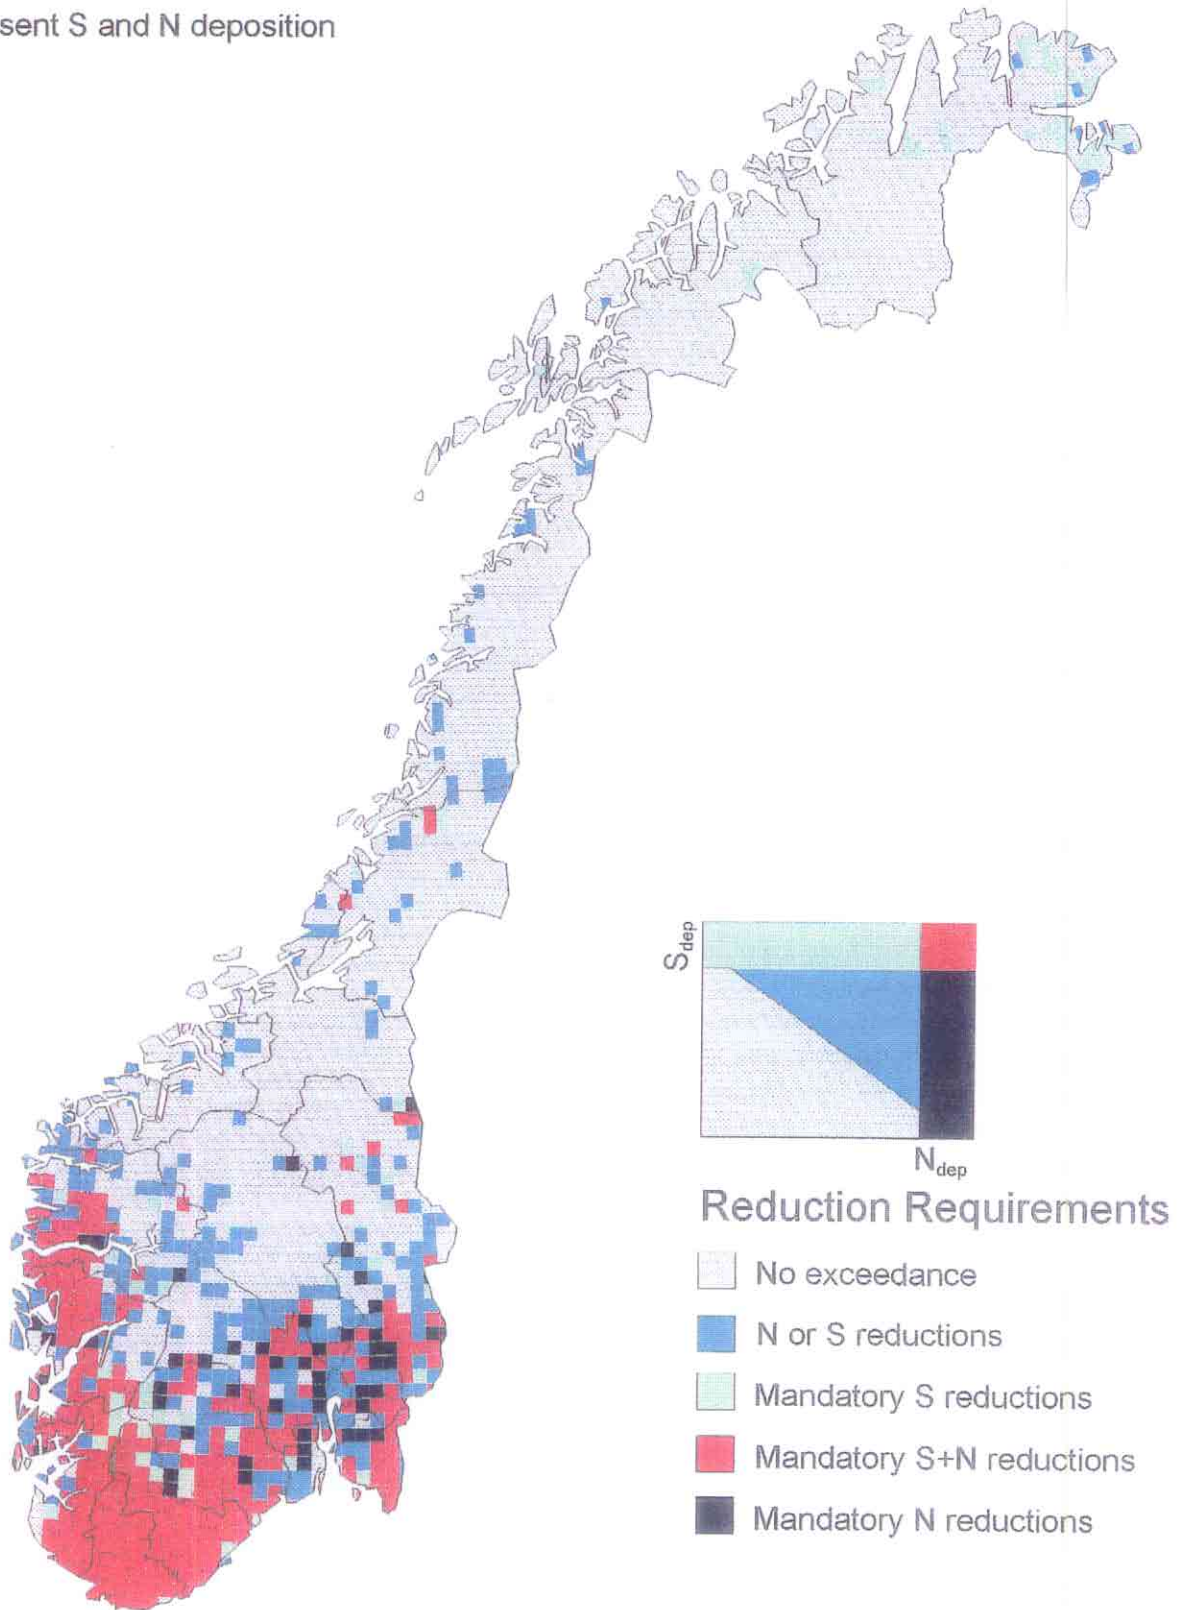 sent S and N deposition
Sdep
Ndep
Reduction Requirements
No exceedance
N or S reductions
Mandatory S reductions
Mandatory S+N reductions
Mandatory N reductions